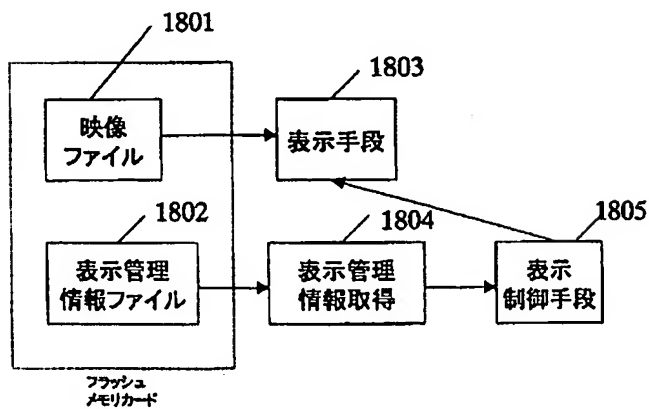 1801
映像
ファイル
1803
表示手段
1802
表示管理
情報ファイル
1804
表示管理
情報取得
1805
表示
制御手段
フラッシュ
メモリカード